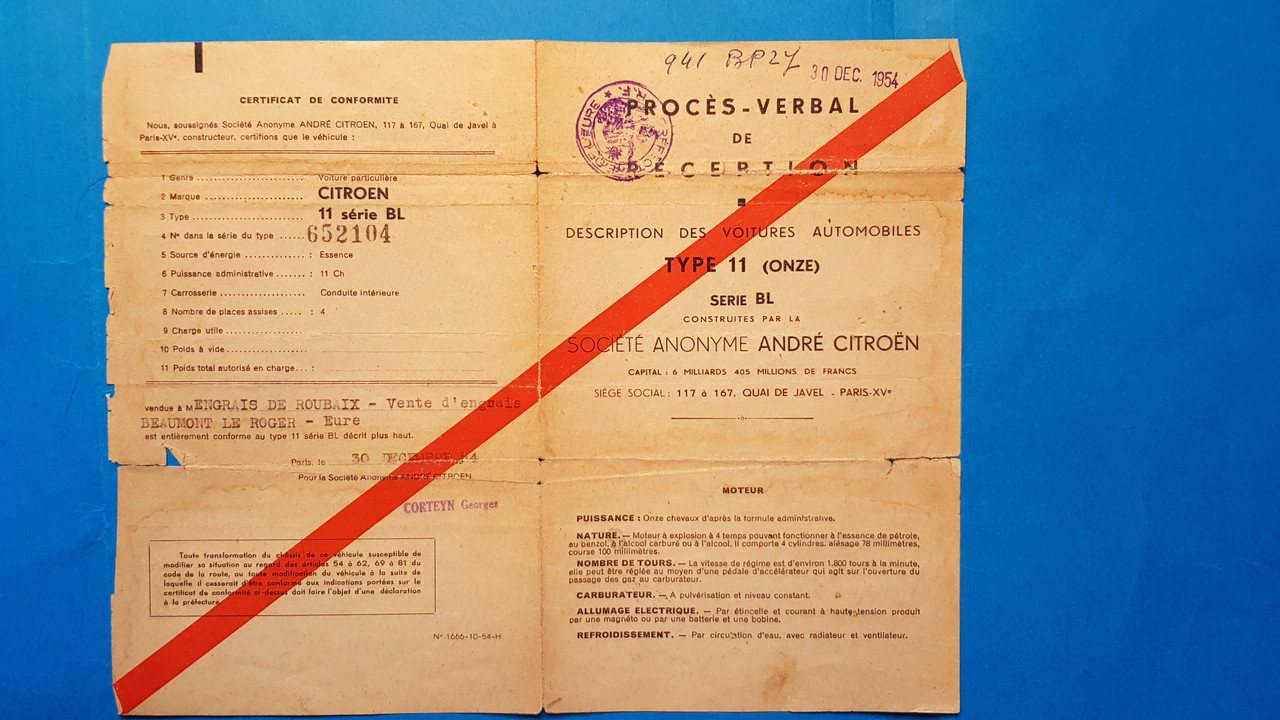 CERTIFICAT DE CONFORMITE
Nous, soussignés Société Anonyme ANDRÉ CITROEN, 117 à 167, Quai de Javel à
Paris-XVe, constructeur, certifions que le véhicule :
1 Genre .................... Voiture particulière
2 Marque ...................... CITROEN
3 Type ......................... 11 série BL
4 No dans la série du type ...... 652104
5 Source d'énergie .............. : Essence
6 Puissance administrative ....... : 11 Ch
7 Carrosserie ................... Conduite intérieure
8 Nombre de places assises ..... : 4
9 Charge utile ..................
10 Poids à vide ..................
11 Poids total autorisé en charge... :
vendue à M ENGRAIS DE ROUBAIX - Vente d'engrais
BEAUMONT LE ROGER - Eure
est entièrement conforme au type 11 série BL décrit plus haut.
Paris, le 30 DECEMBRE 54
Pour la Société Anonyme ANDRÉ CITROEN
CORTEYN Georges
Toute transformation du châssis de ce véhicule susceptible de
modifier sa situation au regard des articles 54 à 62, 69 à 81 du
code de la route, ou toute modification du véhicule à la suite de
laquelle il cesserait d'être conforme aux indications portées sur le
certificat de conformité ci-dessus doit faire l'objet d'une déclaration
à la préfecture.
No 1666-10-54-H
941 BP27
30 DEC. 1954
PROCÈS-VERBAL
DE
RÉCEPTION
DESCRIPTION DES VOITURES AUTOMOBILES
TYPE 11 (ONZE)
SERIE BL
CONSTRUITES PAR LA
SOCIÉTÉ ANONYME ANDRÉ CITROËN
CAPITAL : 6 MILLIARDS 405 MILLIONS DE FRANCS
SIÈGE SOCIAL : 117 à 167, QUAI DE JAVEL - PARIS-XVe
MOTEUR
PUISSANCE : Onze chevaux d'après la formule administrative.
NATURE. — Moteur à explosion à 4 temps pouvant fonctionner à l'essence de pétrole,
au benzol, à l'alcool carburé ou à l'alcool. Il comporte 4 cylindres, alésage 78 millimètres,
course 100 millimètres.
NOMBRE DE TOURS. — La vitesse de régime est d'environ 1.800 tours à la minute,
elle peut être réglée au moyen d'une pédale d'accélérateur qui agit sur l'ouverture du
passage des gaz au carburateur.
CARBURATEUR. — A pulvérisation et niveau constant.
ALLUMAGE ELECTRIQUE. — Par étincelle et courant à haute tension produit
par une magnéto ou par une batterie et une bobine.
REFROIDISSEMENT. — Par circulation d'eau, avec radiateur et ventilateur.